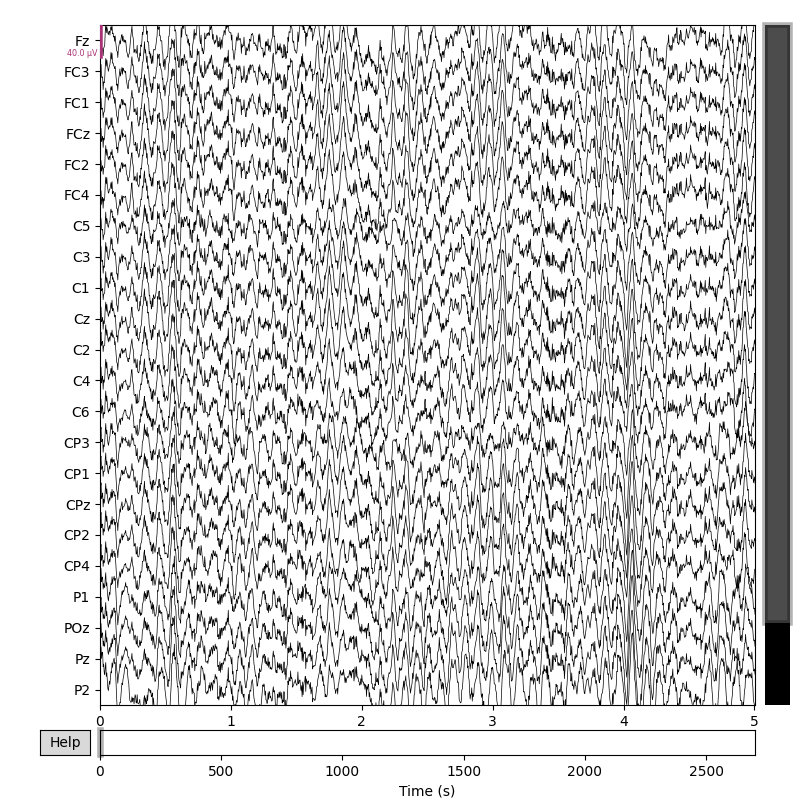 Fz
40.0 µV
FC3
FC1
FCz
FC2
FC4
C5
C3
C1
Cz
C2
C4
C6
CP3
CP1
CPz
CP2
CP4
P1
POz
Pz
P2
0 1 2 3 4 5
Help
0 500 1000 1500 2000 2500
Time (s)